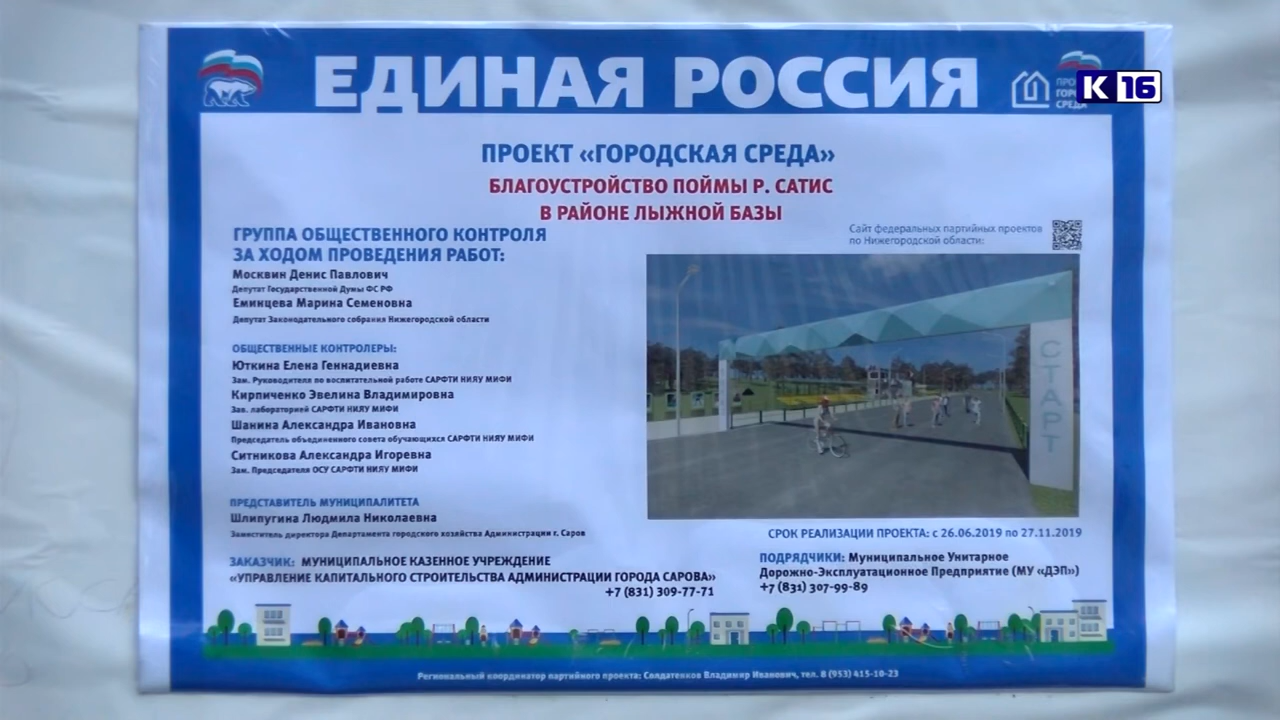 ЕДИНАЯ РОССИЯ
К 16
ПРОЕКТ «ГОРОДСКАЯ СРЕДА»
БЛАГОУСТРОЙСТВО ПОЙМЫ Р. САТИС
В РАЙОНЕ ЛЫЖНОЙ БАЗЫ
ГРУППА ОБЩЕСТВЕННОГО КОНТРОЛЯ
ЗА ХОДОМ ПРОВЕДЕНИЯ РАБОТ:
Москвин Денис Павлович
Депутат Государственной Думы ФС РФ
Еминцева Марина Семеновна
Депутат Законодательного собрания Нижегородской области
ОБЩЕСТВЕННЫЕ КОНТРОЛЕРЫ:
Юткина Елена Геннадиевна
Зам. Руководителя по воспитательной работе САРФТИ НИЯУ МИФИ
Кирпиченко Эвелина Владимировна
Зав. лабораторией САРФТИ НИЯУ МИФИ
Шанина Александра Ивановна
Председатель объединенного совета обучающихся САРФТИ НИЯУ МИФИ
Ситникова Александра Игоревна
Зам. Председателя ОСУ САРФТИ НИЯУ МИФИ
ПРЕДСТАВИТЕЛЬ МУНИЦИПАЛИТЕТА
Шлипугина Людмила Николаевна
Заместитель директора Департамента городского хозяйства Администрации г. Саров
Сайт федеральных партийных проектов
по Нижегородской области:
СТАРТ
СРОК РЕАЛИЗАЦИИ ПРОЕКТА: с 26.06.2019 по 27.11.2019
ЗАКАЗЧИК: МУНИЦИПАЛЬНОЕ КАЗЕННОЕ УЧРЕЖДЕНИЕ
«УПРАВЛЕНИЕ КАПИТАЛЬНОГО СТРОИТЕЛЬСТВА АДМИНИСТРАЦИИ ГОРОДА САРОВА»
+7 (831) 309-77-71
ПОДРЯДЧИКИ: Муниципальное Унитарное
Дорожно-Эксплуатационное Предприятие (МУ «ДЭП»)
+7 (831) 307-99-89
Региональный координатор партийного проекта: Солдатенков Владимир Иванович, тел. 8 (953) 415-10-23